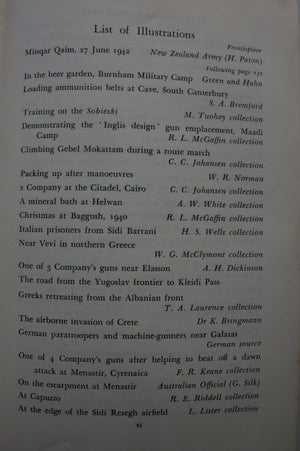 List of Illustrations
Frontispiece
Minqar Qaim, 27 June 1942 New Zealand Army (H. Paton)
Following page 132
In the beer garden, Burnham Military Camp Green and Hahn
Loading ammunition belts at Cave, South Canterbury
S. A. Bremford
Training on the Sobieski M. Tuohey collection
Demonstrating the 'Inglis design' gun emplacement, Maadi
Camp R. L. McGaffin collection
Climbing Gebel Mokattam during a route march
C. C. Johansen collection
Packing up after manoeuvres W. R. Norman
2 Company at the Citadel, Cairo C. C. Johansen collection
A mineral bath at Helwan A. W. White collection
Christmas at Baggush, 1940 R. L. McGaffin collection
Italian prisoners from Sidi Barrani H. S. Wells collection
Near Vevi in northern Greece
W. G. McClymont collection
One of 3 Company's guns near Elasson A. H. Dickinson
The road from the Yugoslav frontier to Kleidi Pass
Greeks retreating from the Albanian front
T. A. Laurence collection
The airborne invasion of Crete Dr K. Bringmann
German paratroopers and machine-gunners near Galatas
German source
One of 4 Company's guns after helping to beat off a dawn
attack at Menastir, Cyrenaica F. R. Keane collection
On the escarpment at Menastir Australian Official (G. Silk)
At Capuzzo R. E. Riddell collection
At the edge of the Sidi Rezegh airfield L. Lister collection
xi